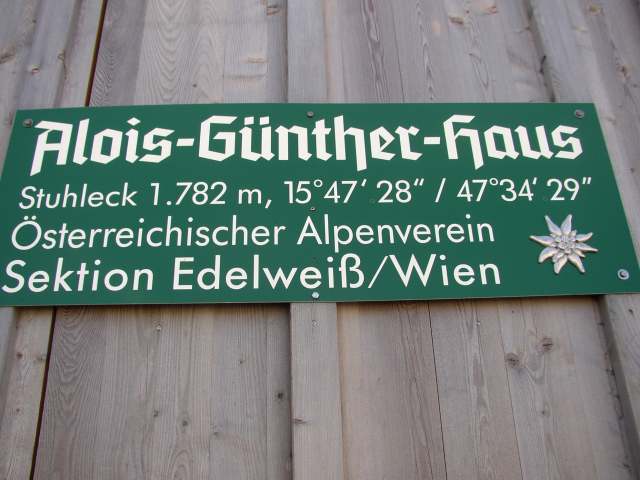 Alois-Günther-Haus
Stuhleck 1.782 m, 15°47' 28" / 47°34' 29"
Österreichischer Alpenverein
Sektion Edelweiß/Wien